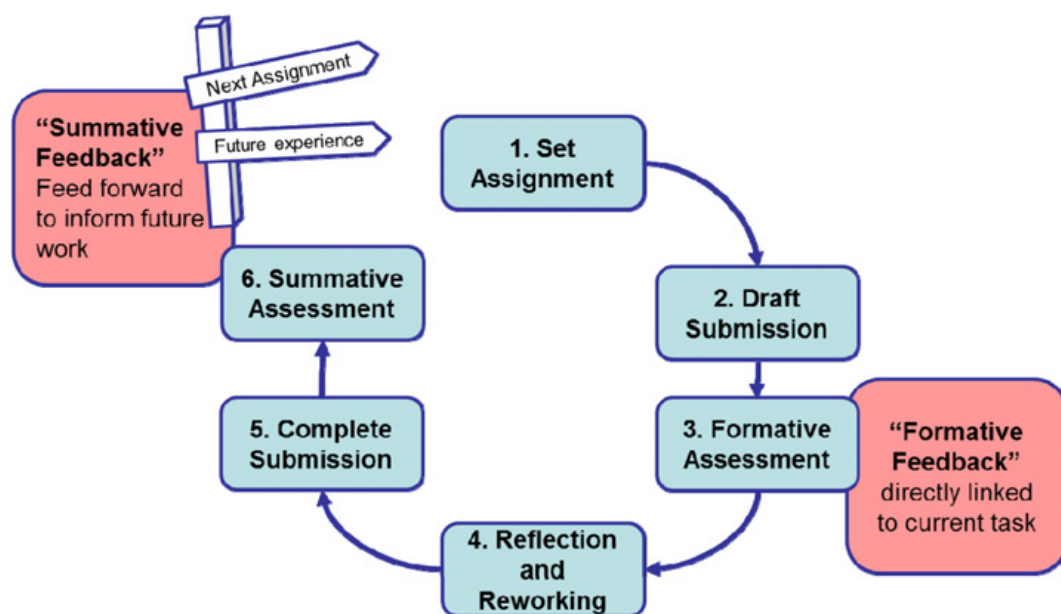 Next Assignment
Future experience
“Summative
Feedback”
Feed forward
to inform future
work
1. Set
Assignment
2. Draft
Submission
3. Formative
Assessment
“Formative
Feedback”
directly linked
to current task
4. Reflection
and
Reworking
5. Complete
Submission
6. Summative
Assessment